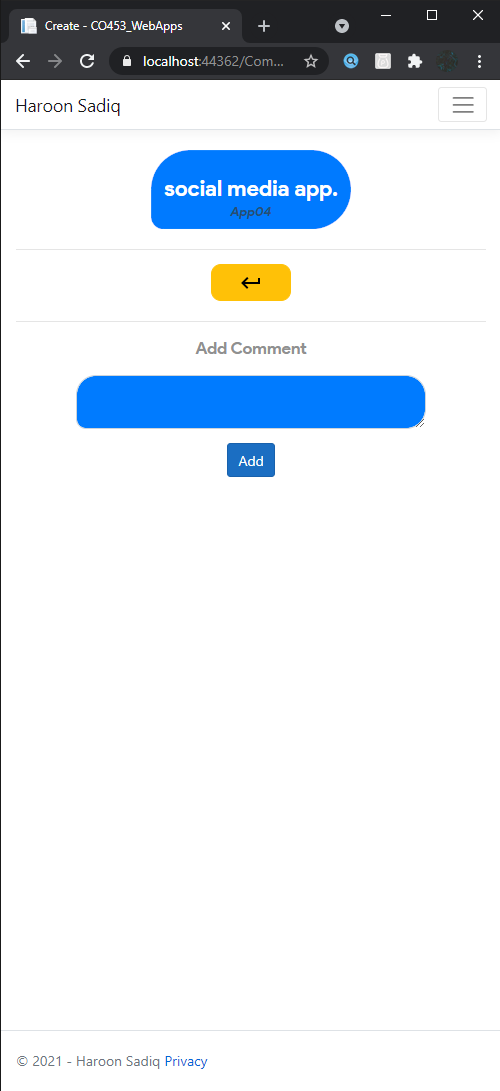 Create - CO453_WebApps
localhost:44362/Com...
Haroon Sadiq
social media app.
App04
Add Comment
Add
© 2021 - Haroon Sadiq Privacy